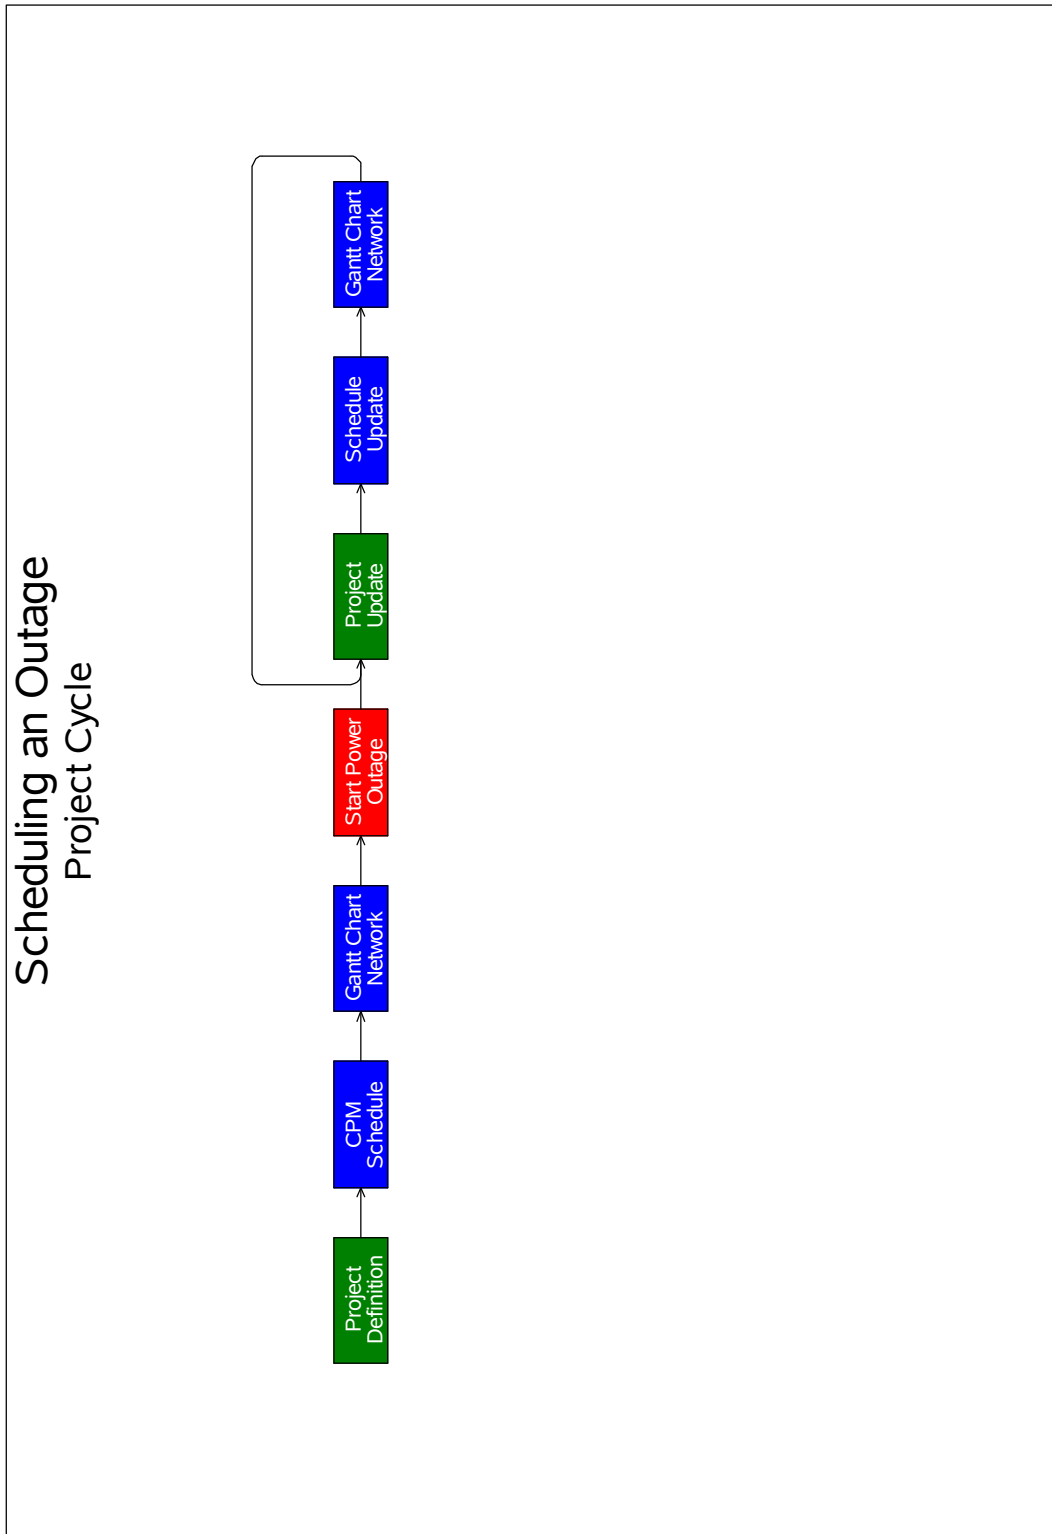 Scheduling an Outage
Project Cycle
Project
Definition
CPM
Schedule
Gantt Chart
Network
Start Power
Outage
Project
Update
Schedule
Update
Gantt Chart
Network